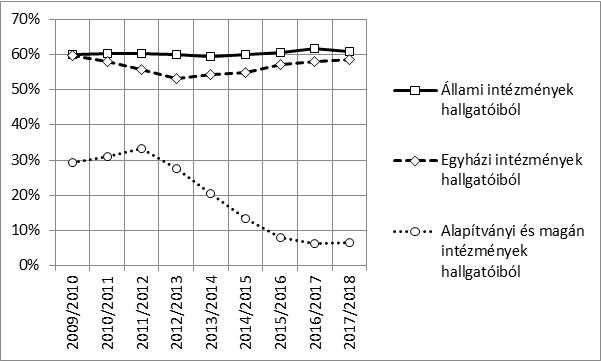 70%
60%
50%
40%
30%
20%
10%
0%
2009/2010
2010/2011
2011/2012
2012/2013
2013/2014
2014/2015
2015/2016
2016/2017
2017/2018
Állami intézmények
hallgatóiból
Egyházi intézmények
hallgatóiból
Alapítványi és magán
intézmények
hallgatóiból